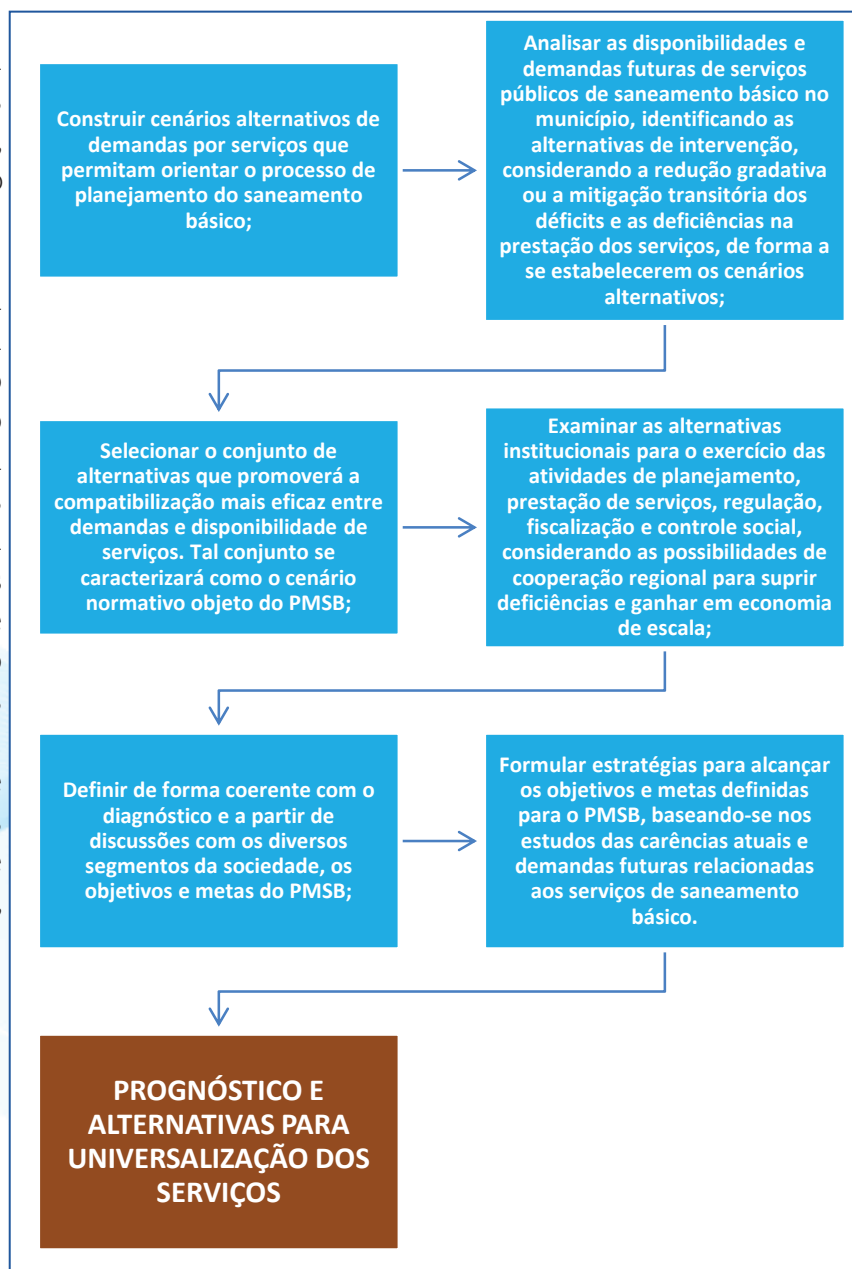 Construir cenários alternativos de
demandas por serviços que
permitam orientar o processo de
planejamento do saneamento
básico;
Analisar as disponibilidades e
demandas futuras de serviços
públicos de saneamento básico no
município, identificando as
alternativas de intervenção,
considerando a redução gradativa
ou a mitigação transitória dos
déficits e as deficiências na
prestação dos serviços, de forma a
se estabelecerem os cenários
alternativos;
Selecionar o conjunto de
alternativas que promoverá a
compatibilização mais eficaz entre
demandas e disponibilidade de
serviços. Tal conjunto se
caracterizará como o cenário
normativo objeto do PMSB;
Examinar as alternativas
institucionais para o exercício das
atividades de planejamento,
prestação de serviços, regulação,
fiscalização e controle social,
considerando as possibilidades de
cooperação regional para suprir
deficiências e ganhar em economia
de escala;
Definir de forma coerente com o
diagnóstico e a partir de
discussões com os diversos
segmentos da sociedade, os
objetivos e metas do PMSB;
Formular estratégias para alcançar
os objetivos e metas definidas
para o PMSB, baseando-se nos
estudos das carências atuais e
demandas futuras relacionadas
aos serviços de saneamento
básico.
PROGNÓSTICO E
ALTERNATIVAS PARA
UNIVERSALIZAÇÃO DOS
SERVIÇOS